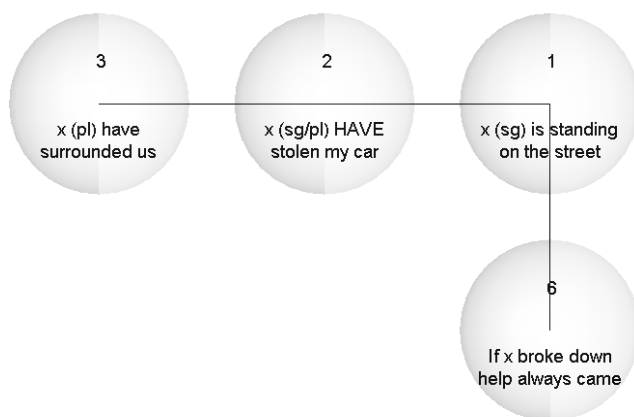 3
x (pl) have
surrounded us
2
x (sg/pl) HAVE
stolen my car
1
x (sg) is standing
on the street
6
If x broke down
help always came